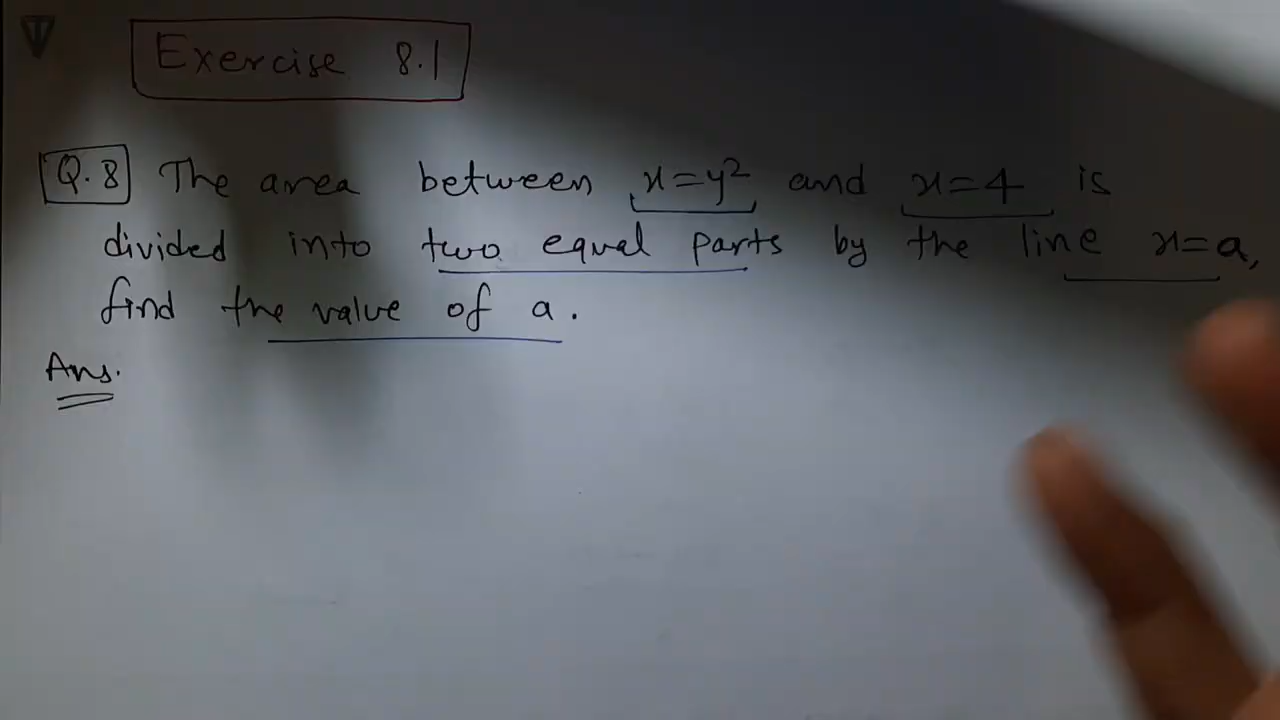 Exercise 8.1
Q.8 The area between x=y² and x=4 is
divided into two equal parts by the line x=a,
find the value of a.
Ans.